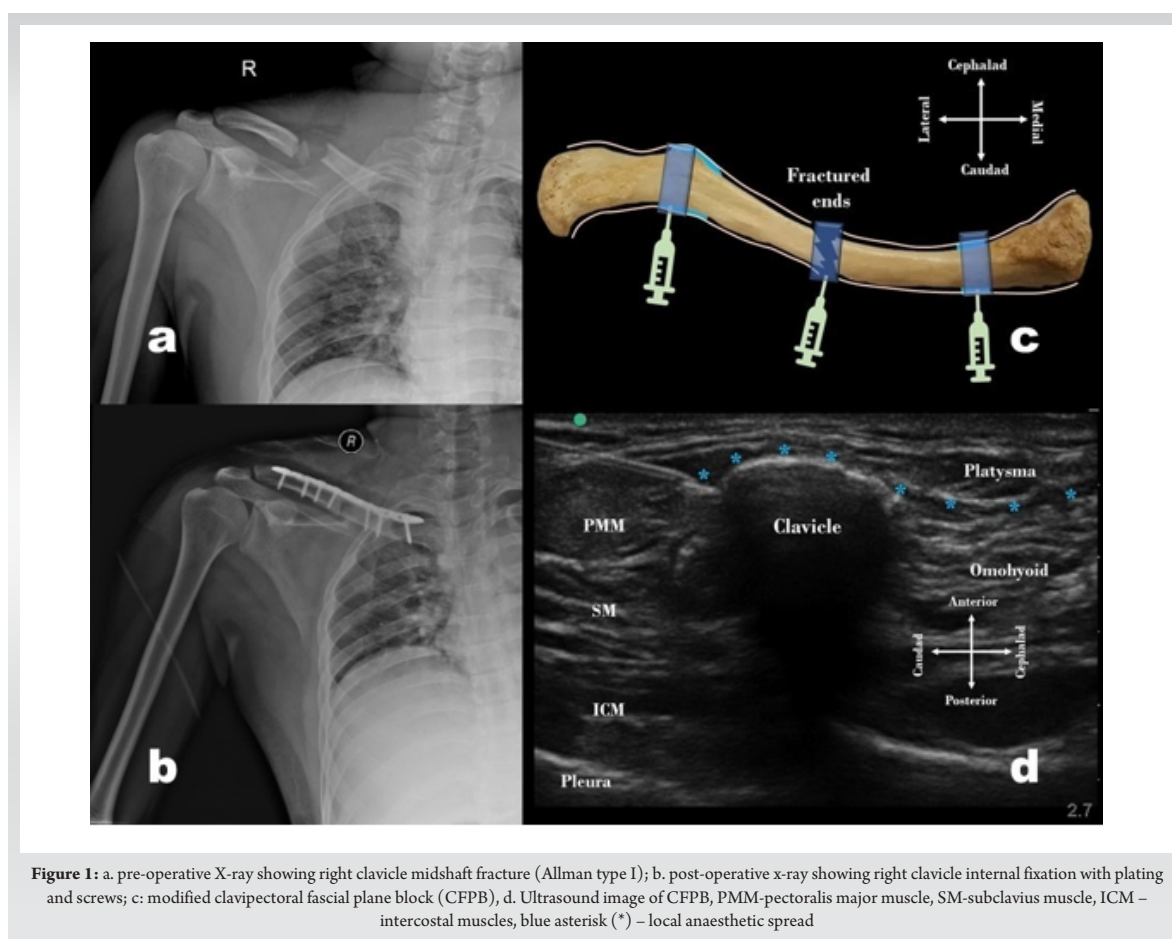 R
Cephalad
Lateral
Medial
Caudad
Fractured
ends
a
c
R
Platysma
PMM
* * * * * * * *
Clavicle
Omohyoid
SM
Anterior
Caudad
Cephalad
Posterior
ICM
Pleura
b
d
2.7
Figure 1: a. pre-operative X-ray showing right clavicle midshaft fracture (Allman type I); b. post-operative x-ray showing right clavicle internal fixation with plating
and screws; c: modified clavipectoral fascial plane block (CFPB), d. Ultrasound image of CFPB, PMM-pectoralis major muscle, SM-subclavius muscle, ICM –
intercostal muscles, blue asterisk (*) – local anaesthetic spread